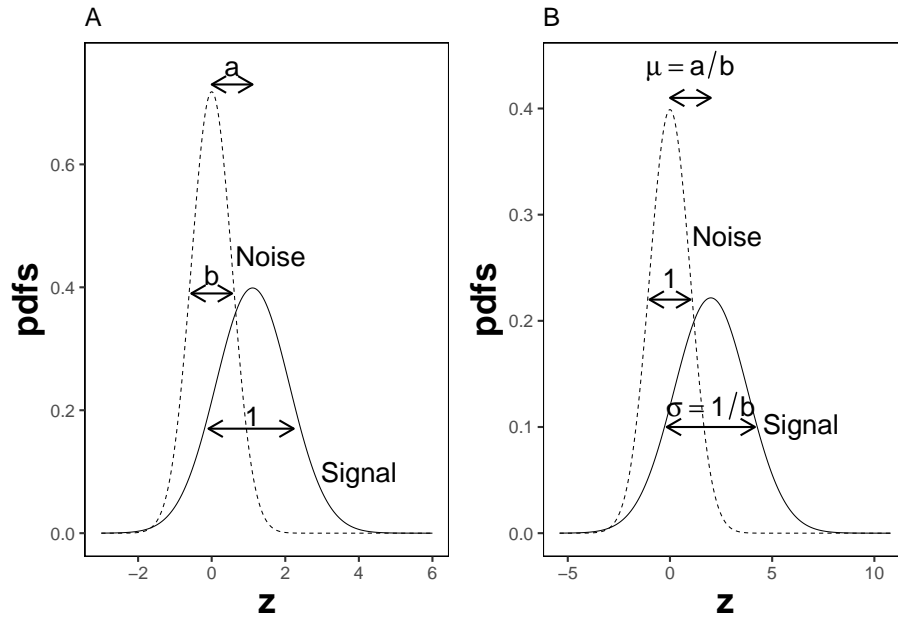 A
a
0.6
Noise
0.4
b
pdfs
0.2
1
Signal
0.0
−2 0 2 4 6
z
B
μ = a/b
0.4
0.3
Noise
1
pdfs
0.2
σ = 1/b
0.1
Signal
0.0
−5 0 5 10
z